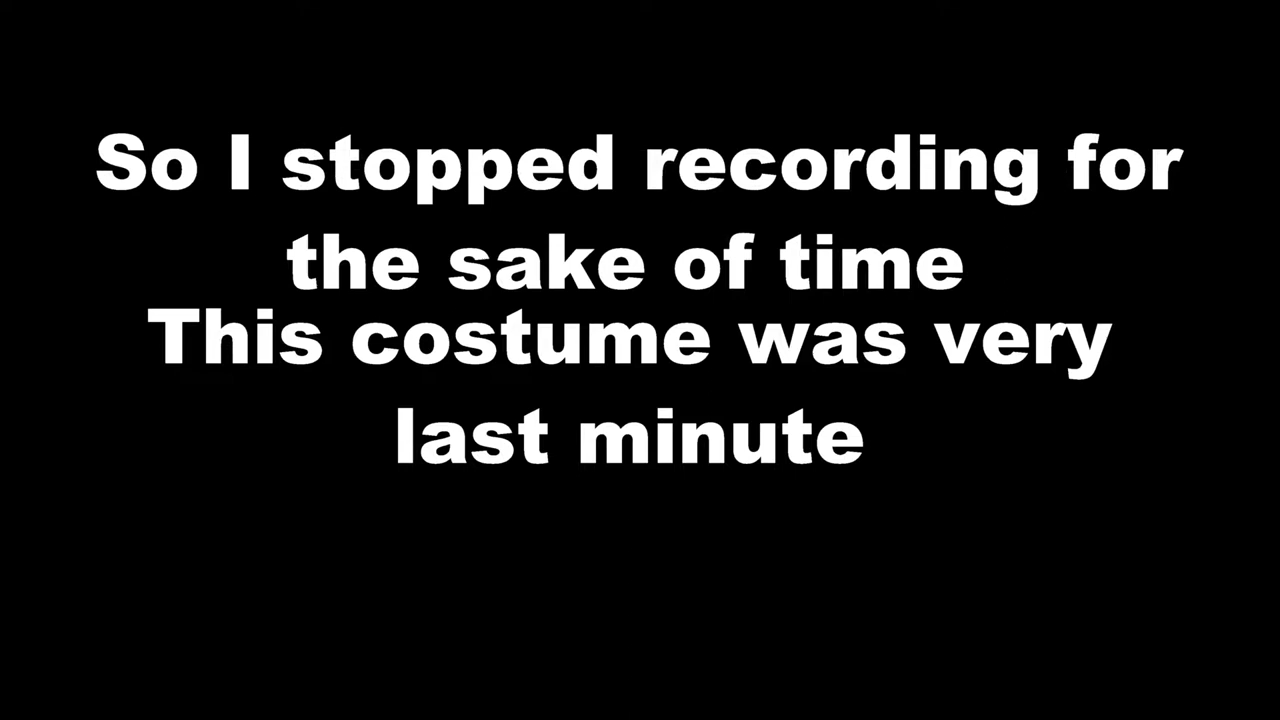 So I stopped recording for
the sake of time
This costume was very
last minute